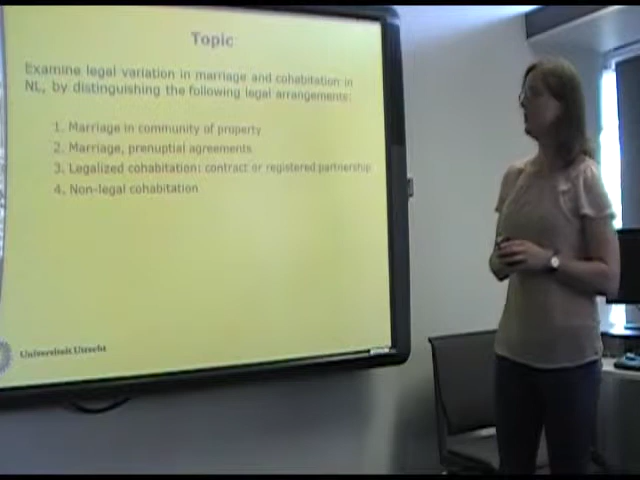 Topic
Examine legal variation in marriage and cohabitation in
NL, by distinguishing the following legal arrangements:
1. Marriage in community of property
2. Marriage, prenuptial agreements
3. Legalized cohabitation: contract or registered partnership
4. Non-legal cohabitation
Universiteit Utrecht